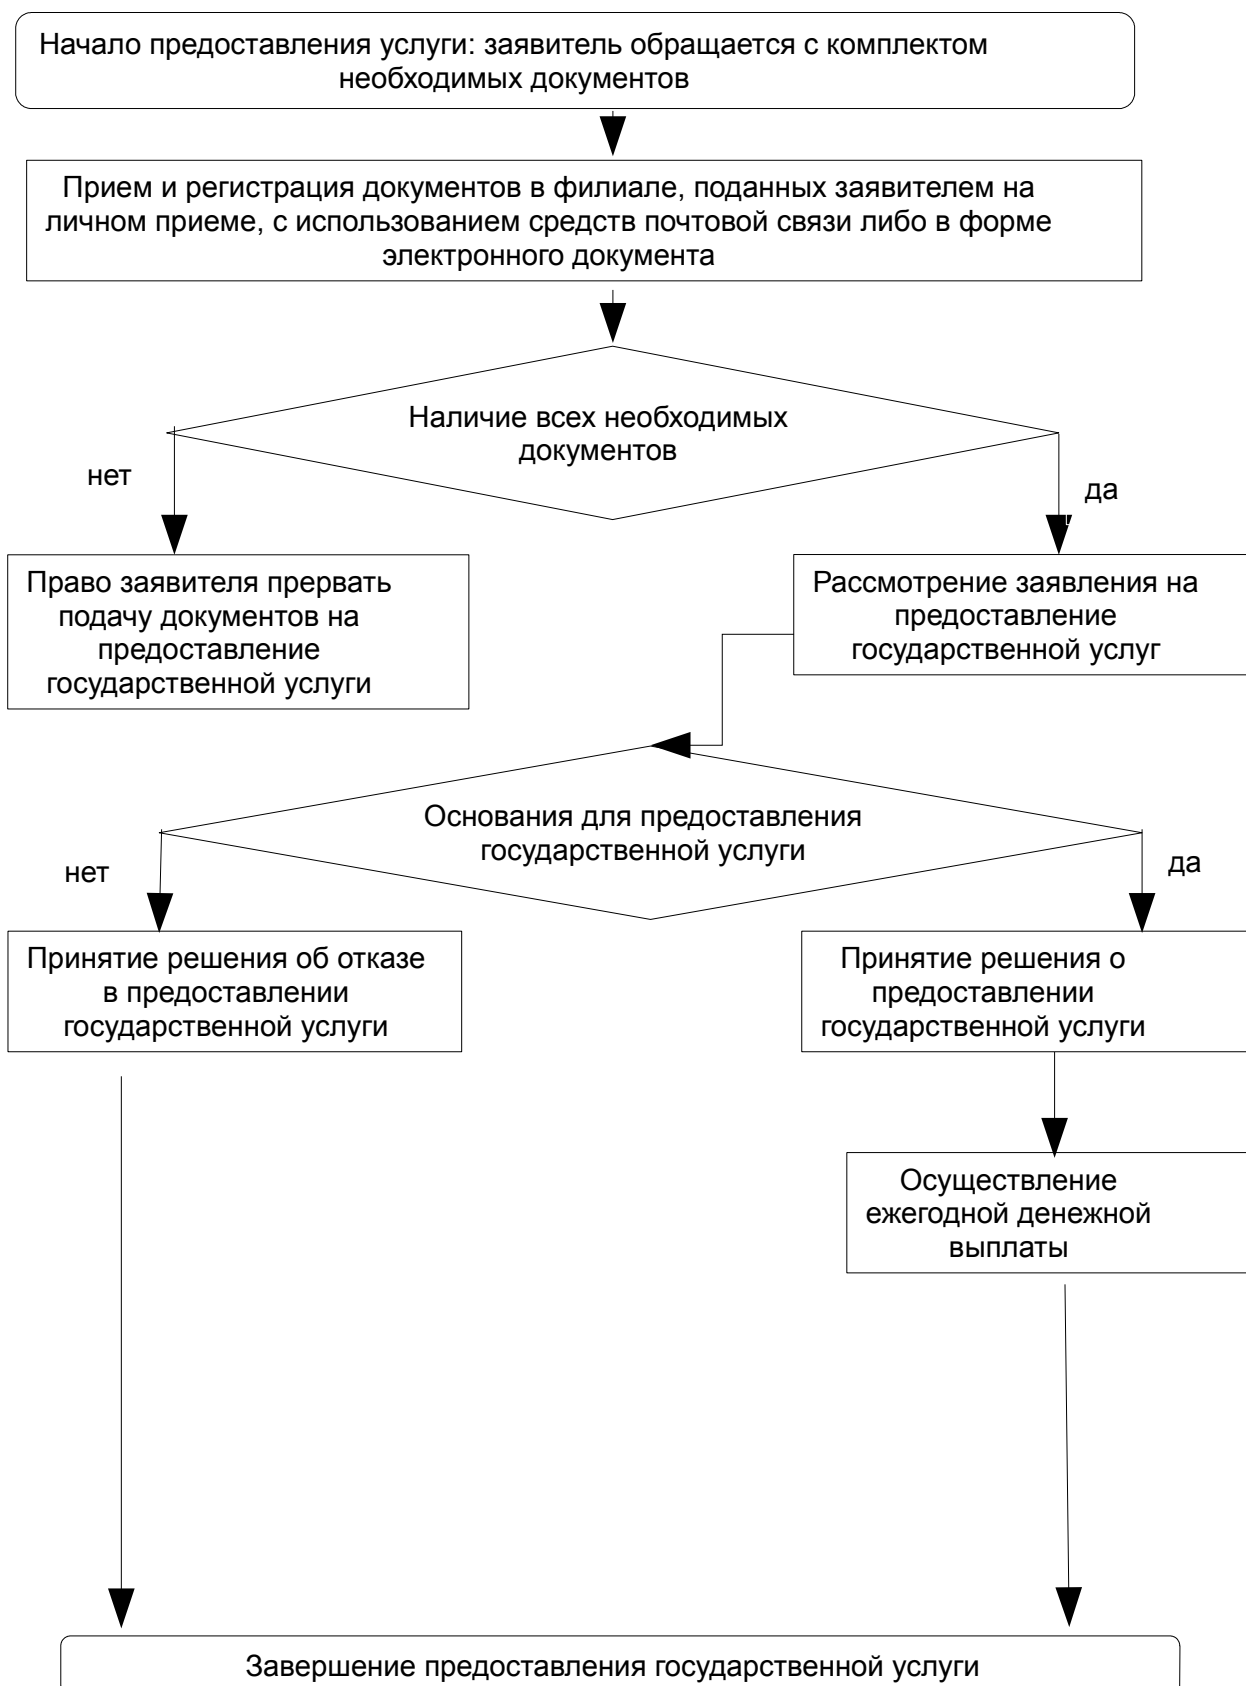 Начало предоставления услуги: заявитель обращается с комплектом
необходимых документов
Прием и регистрация документов в филиале, поданных заявителем на
личном приеме, с использованием средств почтовой связи либо в форме
электронного документа
Наличие всех необходимых
документов
нет
да
Право заявителя прервать
подачу документов на
предоставление
государственной услуги
Рассмотрение заявления на
предоставление
государственной услуг
Основания для предоставления
государственной услуги
нет
да
Принятие решения об отказе
в предоставлении
государственной услуги
Принятие решения о
предоставлении
государственной услуги
Осуществление
ежегодной денежной
выплаты
Завершение предоставления государственной услуги